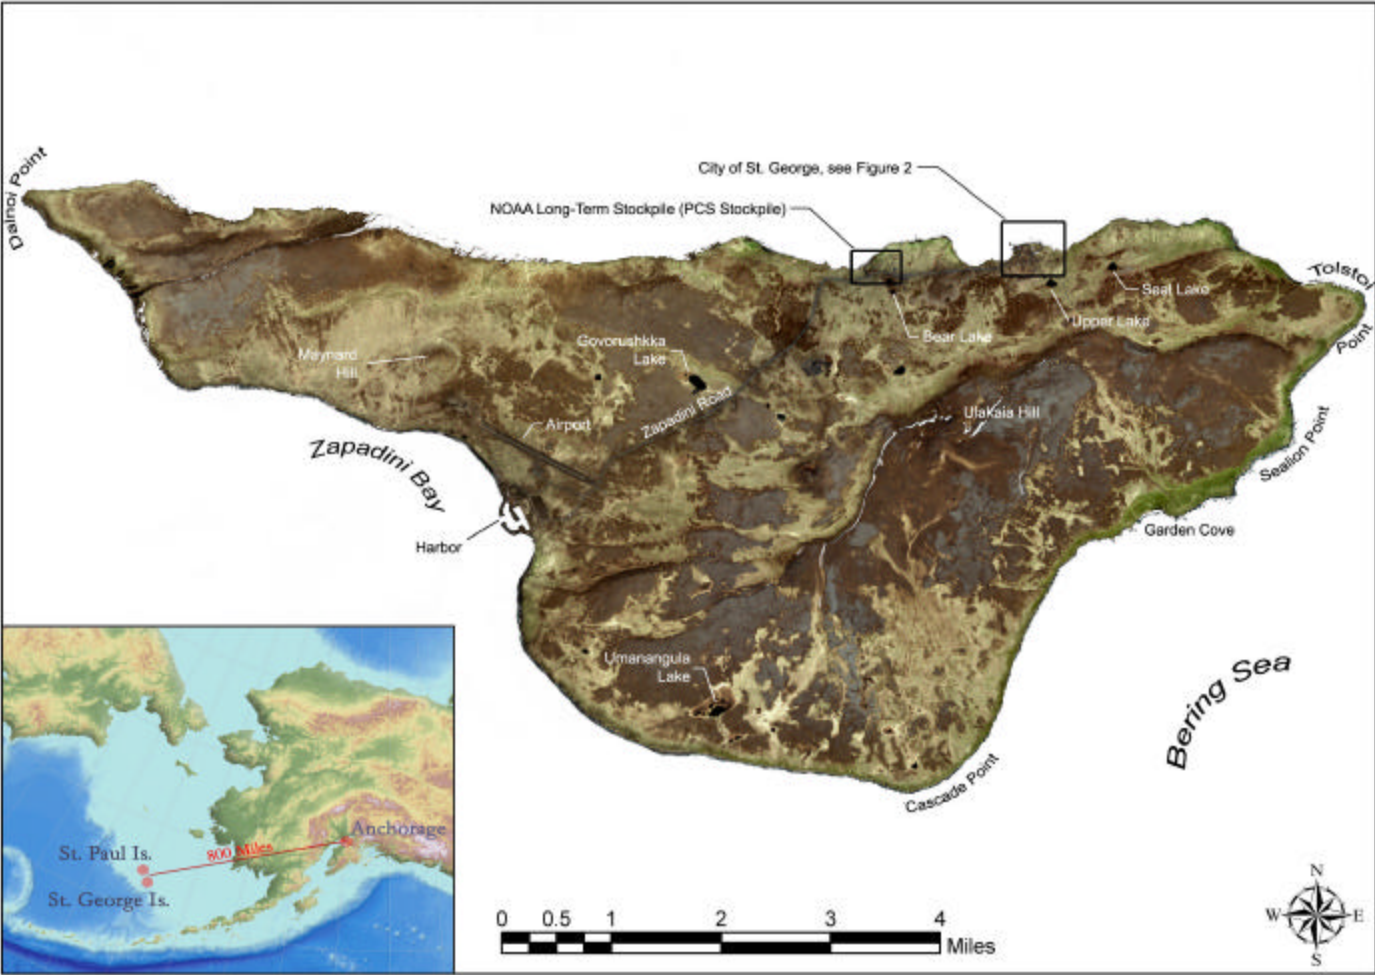 City of St. George, see Figure 2
NOAA Long-Term Stockpile (PCS Stockpile)
Dalnoi Point
Tolstoi
Point
Seal Lake
Upper Lake
Bear Lake
Govorushkka
Lake
Maynard
Hill
Zapadini Road
Airport
Ulakaia Hill
Zapadini Bay
Sealion Point
Harbor
Garden Cove
Umanangula
Lake
Bering Sea
Cascade Point
Anchorage
800 Miles
St. Paul Is.
St. George Is.
N
W E
S
0 0.5 1 2 3 4
Miles